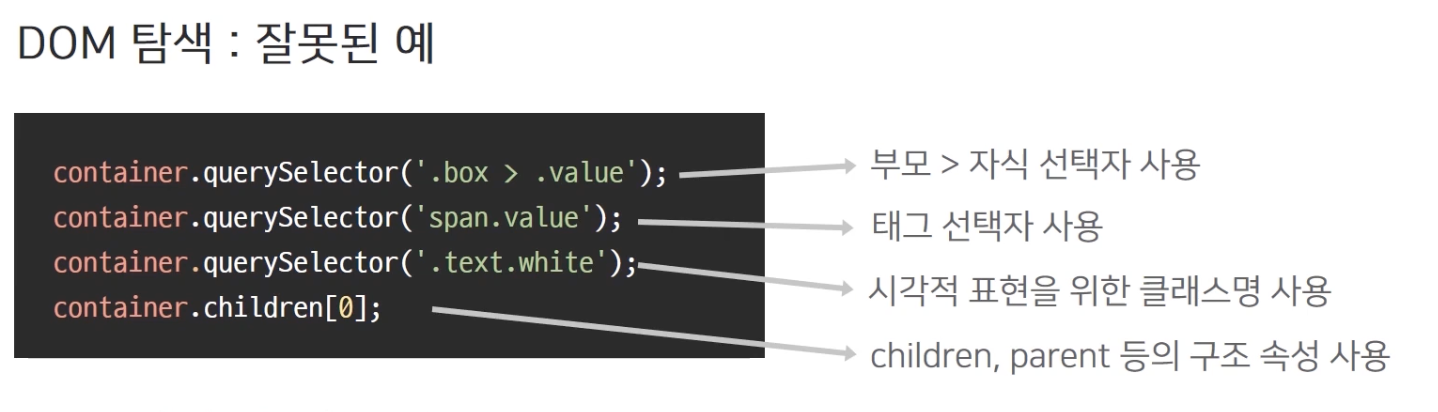 DOM 탐색 : 잘못된 예
container.querySelector('.box > .value');
부모 > 자식 선택자 사용
container.querySelector('span.value');
태그 선택자 사용
container.querySelector('.text.white');
시각적 표현을 위한 클래스명 사용
container.children[0];
children, parent 등의 구조 속성 사용